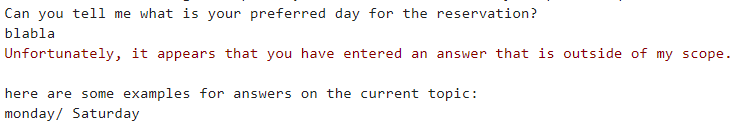 Can you tell me what is your preferred day for the reservation?
blabla
Unfortunately, it appears that you have entered an answer that is outside of my scope.
here are some examples for answers on the current topic:
monday/ Saturday